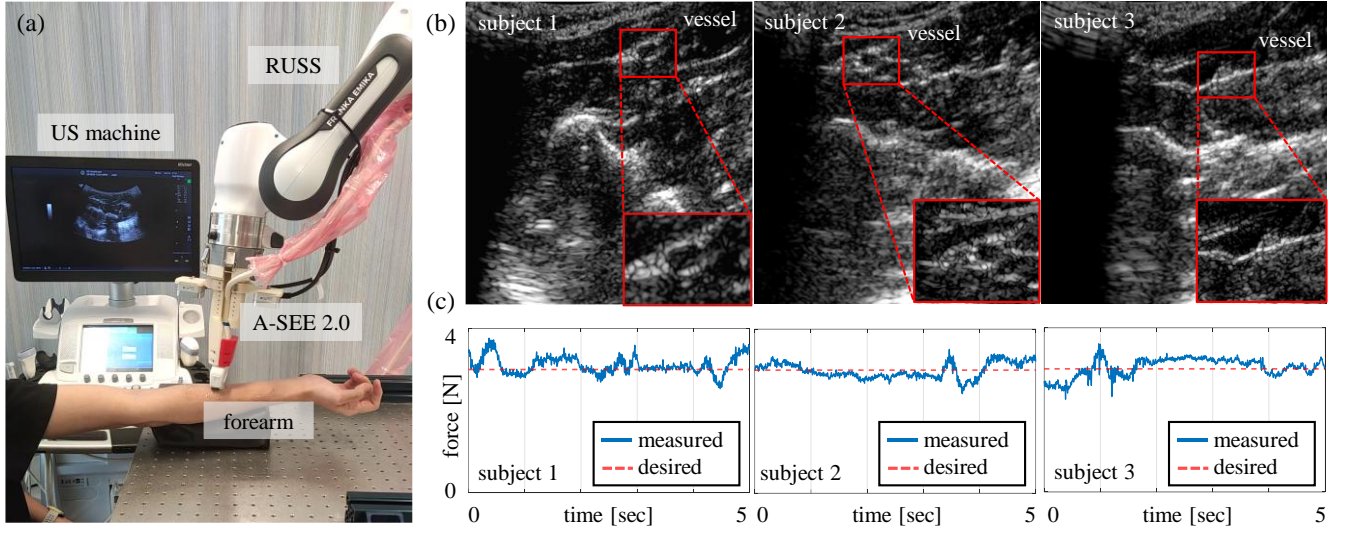 (a)
RUSS
FRANKA EMIKA
US machine
A-SEE 2.0
forearm
(b)
subject 1
vessel
subject 2
vessel
subject 3
vessel
(c)
4
force [N]
0
measured
desired
subject 1
measured
desired
subject 2
measured
desired
subject 3
0
time [sec]
5
0
time [sec]
5
0
time [sec]
5